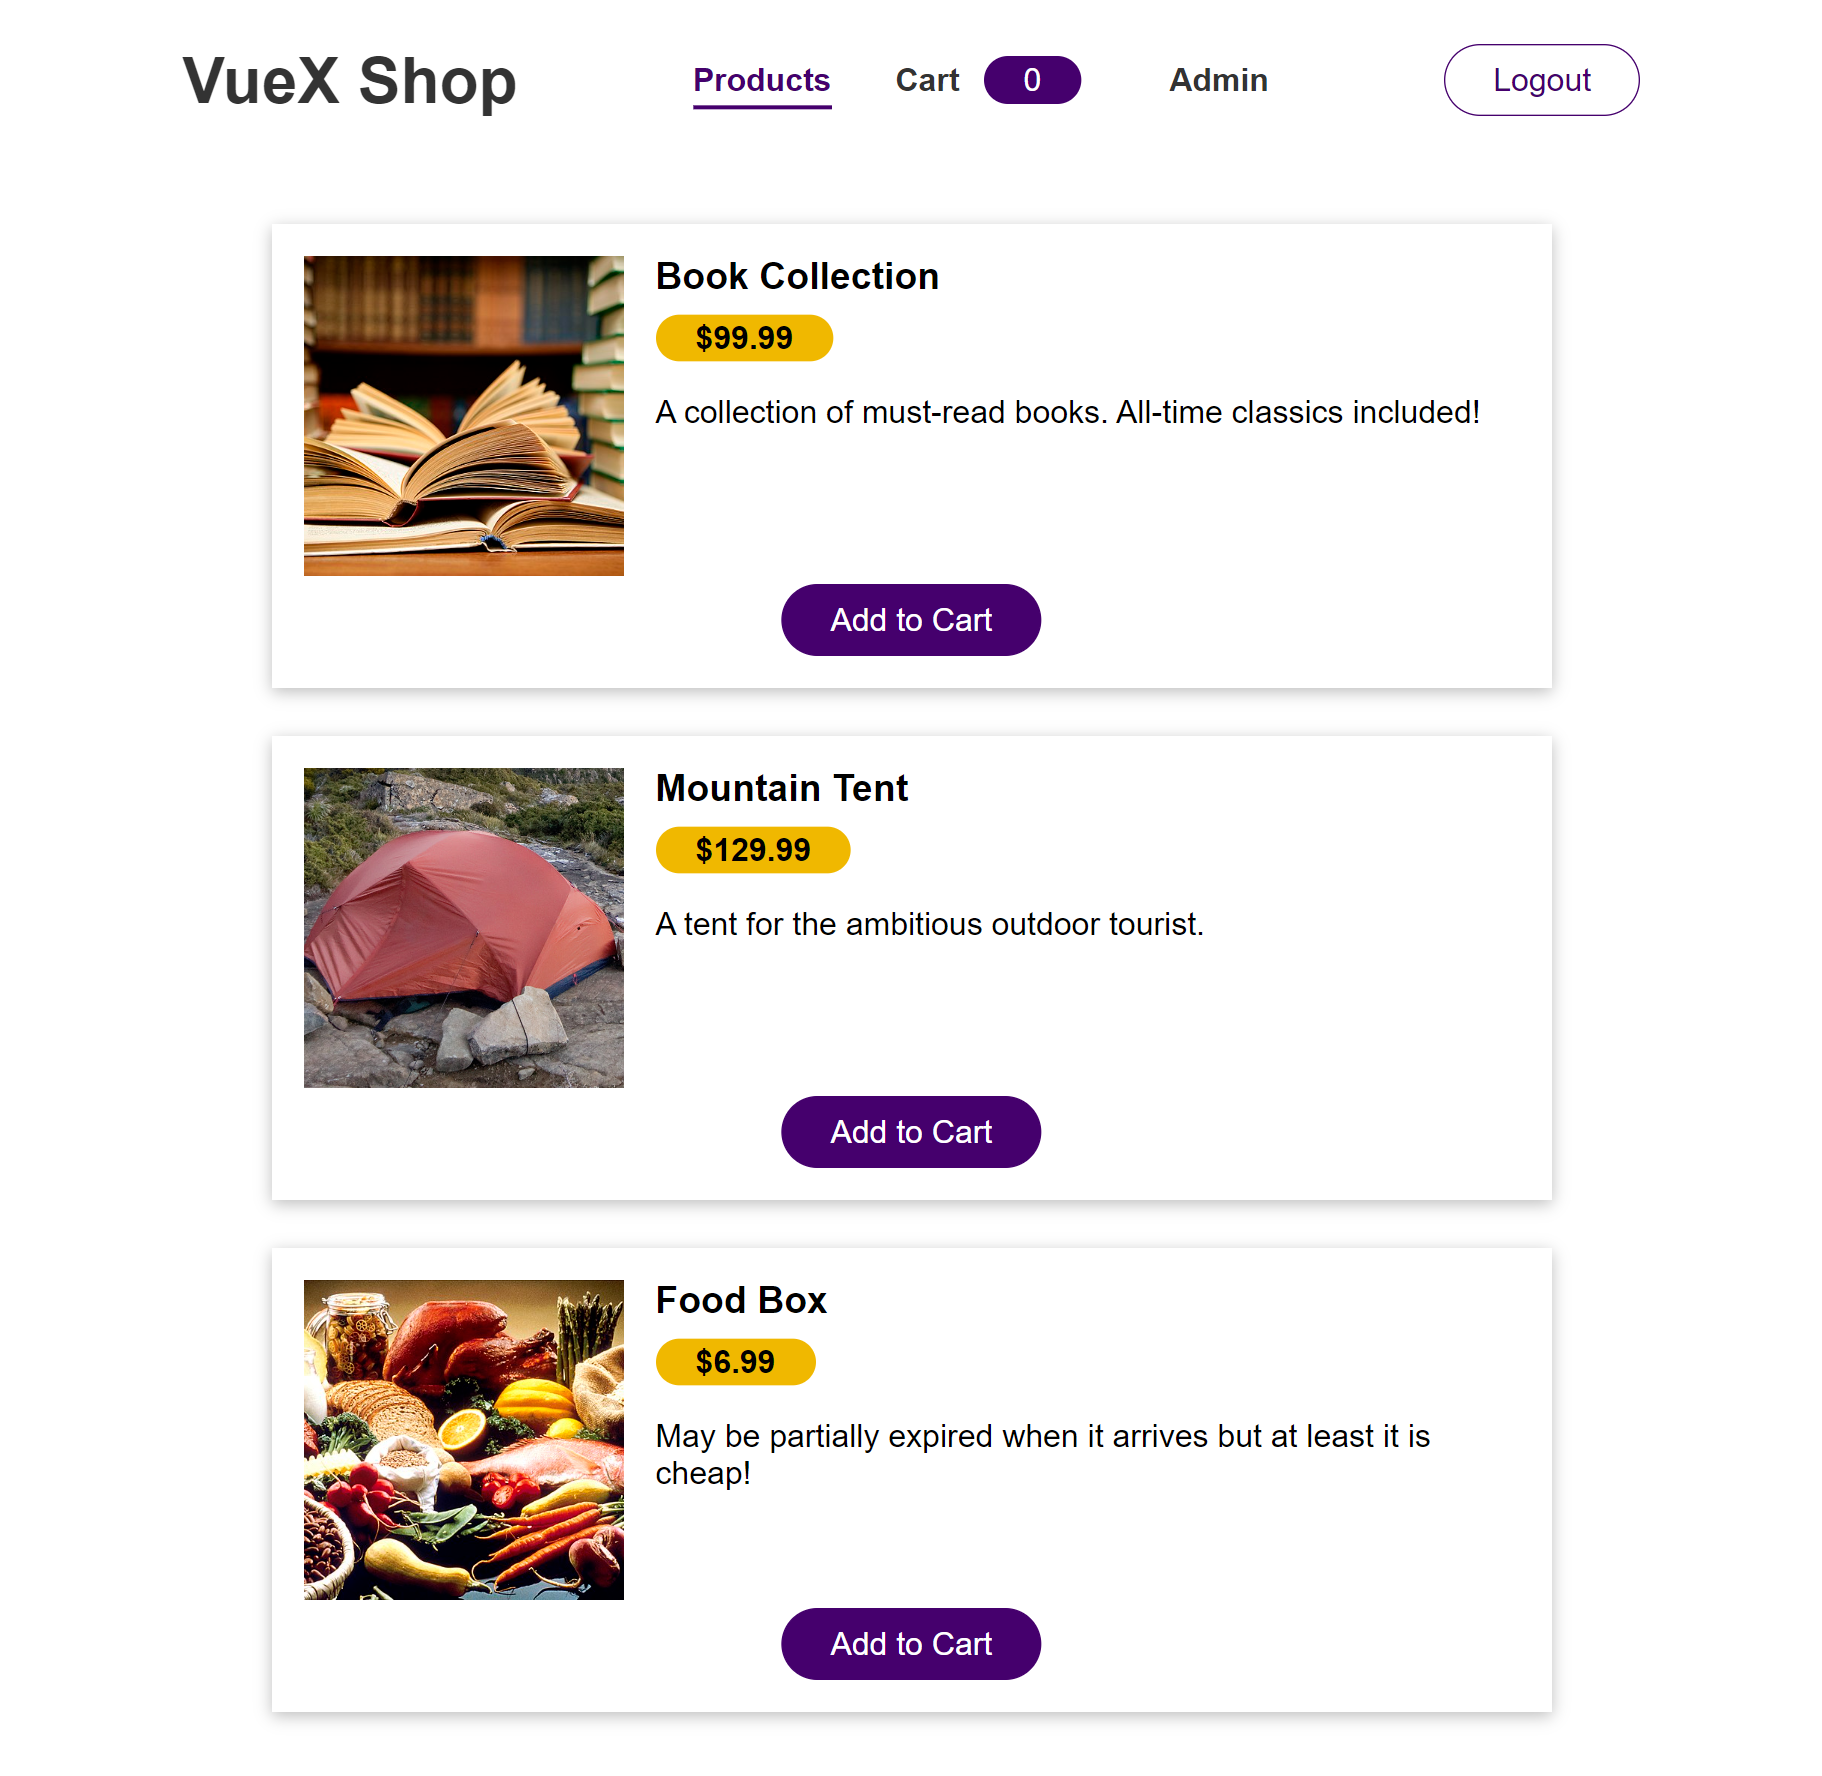 VueX Shop
Products
Cart 0
Admin
Logout
Book Collection
$99.99
A collection of must-read books. All-time classics included!
Add to Cart
Mountain Tent
$129.99
A tent for the ambitious outdoor tourist.
Add to Cart
Food Box
$6.99
May be partially expired when it arrives but at least it is
cheap!
Add to Cart